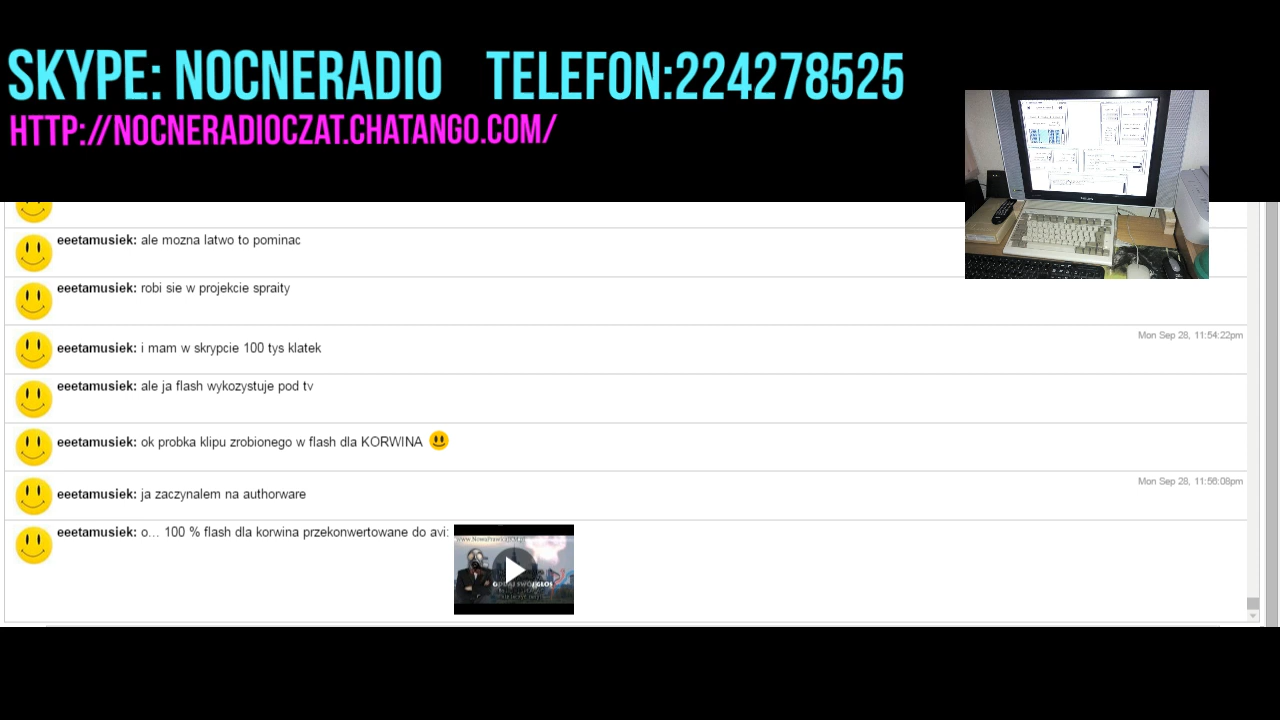 SKYPE: NOCNERADIO TELEFON:224278525
HTTP://NOCNERADIOCZAT.CHATANGO.COM/
eeetamusiek: ale mozna latwo to pominac
eeetamusiek: robi sie w projekcie spraity
Mon Sep 28, 11:54:22pm
eeetamusiek: i mam w skrypcie 100 tys klatek
eeetamusiek: ale ja flash wykozystuje pod tv
eeetamusiek: ok probka klipu zrobionego w flash dla KORWINA
Mon Sep 28, 11:56:08pm
eeetamusiek: ja zaczynalem na authorware
eeetamusiek: o... 100 % flash dla korwina przekonwertowane do avi: